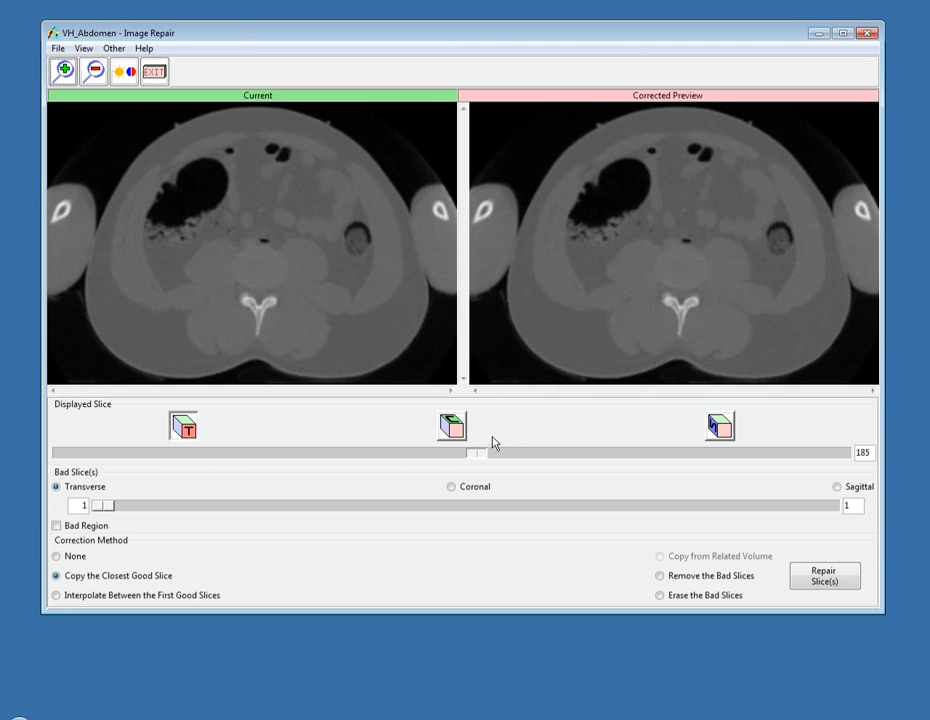 VH_Abdomen - Image Repair
File View Other Help
EXIT
Current Corrected Preview
Displayed Slice
T
185
Bad Slice(s)
Transverse Coronal Sagittal
1 1
Bad Region
Correction Method
None Copy from Related Volume
Copy the Closest Good Slice Remove the Bad Slices Repair
Slice(s)
Interpolate Between the First Good Slices Erase the Bad Slices